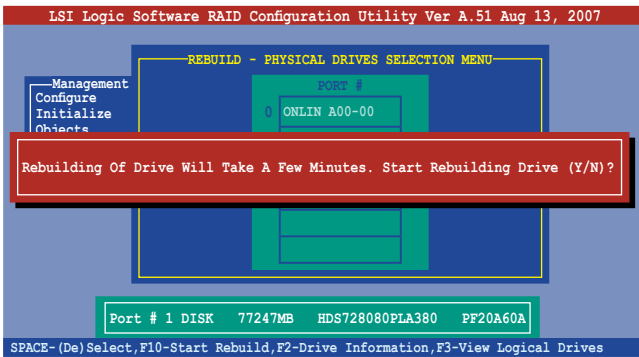 LSI Logic Software RAID Configuration Utility Ver A.51 Aug 13, 2007
REBUILD - PHYSICAL DRIVES SELECTION MENU
Management
PORT #
Configure
0 ONLIN A00-00
Initialize
Objects
Rebuilding Of Drive Will Take A Few Minutes. Start Rebuilding Drive (Y/N)?
Port # 1 DISK 77247MB HDS728080PLA380 PF20A60A
SPACE-(De)Select,F10-Start Rebuild,F2-Drive Information,F3-View Logical Drives